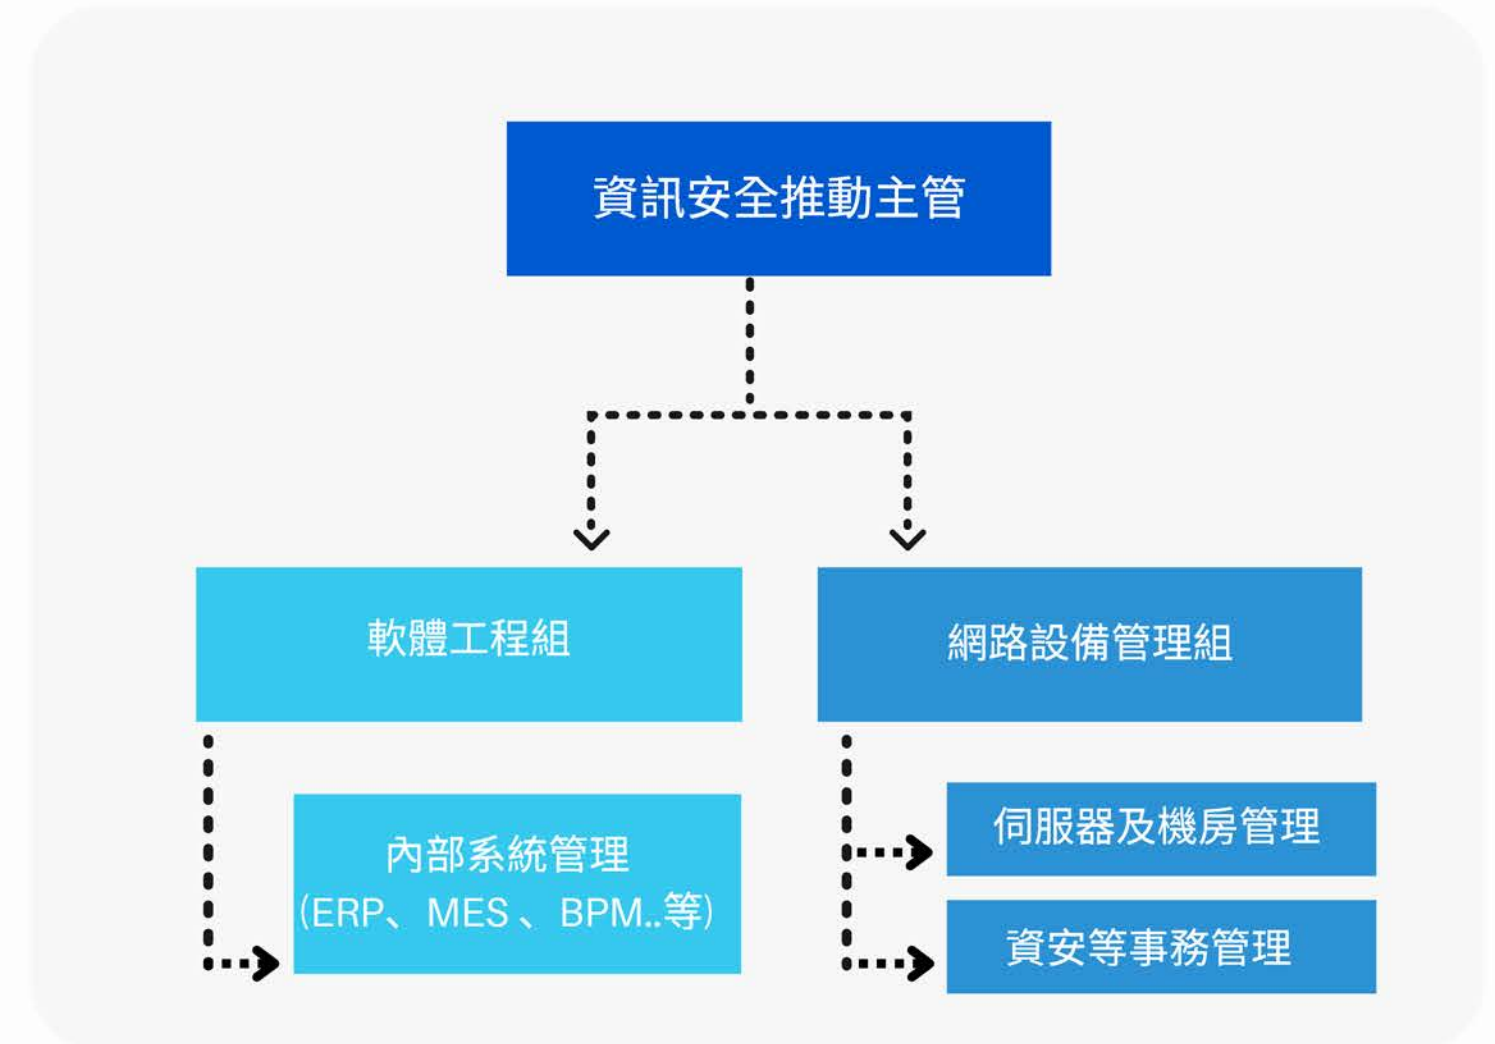 資訊安全推動主管
軟體工程組
網路設備管理組
內部系統管理
(ERP、MES、BPM..等)
伺服器及機房管理
資安等事務管理